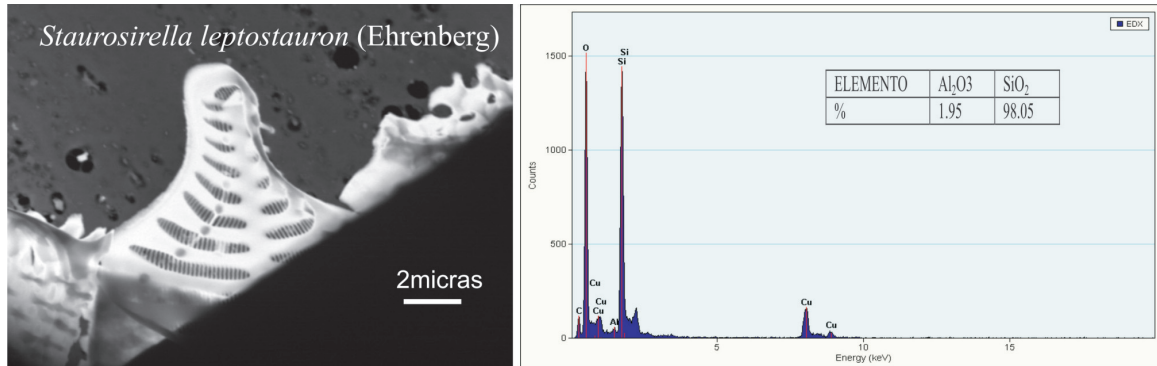 Staurosirella leptostauron (Ehrenberg)
2micras
EDX
1500
1000
500
0
Counts
O
Si
Si
Cu
C
Cu
Cu
Al
Cu
Cu
5
10
15
Energy (keV)
ELEMENTO Al2O3 SiO2
% 1.95 98.05